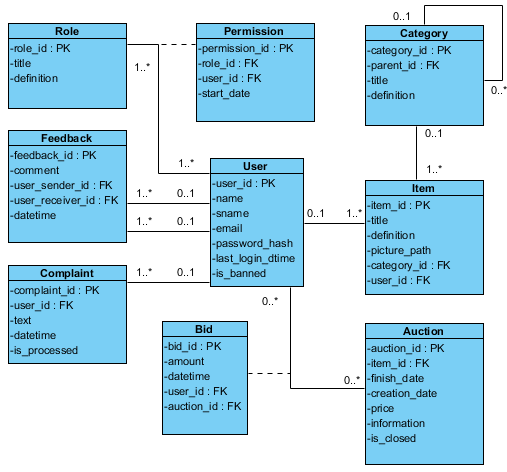 Role
-role_id : PK
-title
-definition
1..*
Permission
-permission_id : PK
-role_id : FK
-user_id : FK
-start_date
0..1
Category
-category_id : PK
-parent_id : FK
-title
-definition
0..*
0..1
Feedback
-feedback_id : PK
-comment
-user_sender_id : FK
-user_receiver_id : FK
-datetime
1..*
0..1
1..*
0..1
1..*
User
-user_id : PK
-name
-sname
-email
-password_hash
-last_login_dtime
-is_banned
0..1
1..*
1..*
Item
-item_id : PK
-title
-definition
-picture_path
-category_id : FK
-user_id : FK
Complaint
-complaint_id : PK
-user_id : FK
-text
-datetime
-is_processed
1..*
0..1
0..*
Bid
-bid_id : PK
-amount
-datetime
-user_id : FK
-auction_id : FK
0..*
Auction
-auction_id : PK
-item_id : FK
-finish_date
-creation_date
-price
-information
-is_closed